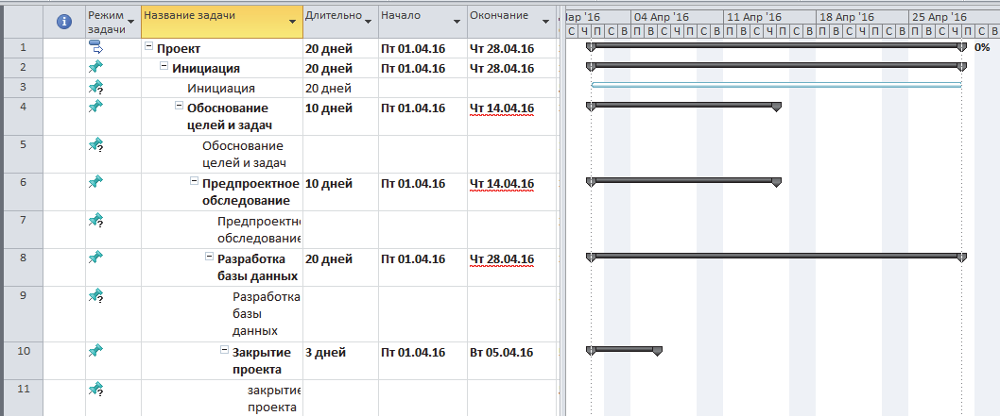 Режим задачи Название задачи Длительно Начало Окончание
Мар '16 04 Апр '16 11 Апр '16 18 Апр '16 25 Апр '16
С Ч П С В П В С Ч П С В П В С Ч П С В П В С Ч П С В П В С Ч П С В
1 Проект 20 дней Пт 01.04.16 Чт 28.04.16 0%
2 Инициация 20 дней Пт 01.04.16 Чт 28.04.16
3 Инициация 20 дней
4 Обоснование 10 дней Пт 01.04.16 Чт 14.04.16
целей и задач
5 Обоснование
целей и задач
6 Предпроектное 10 дней Пт 01.04.16 Чт 14.04.16
обследование
7 Предпроектн
обследование
8 Разработка 20 дней Пт 01.04.16 Чт 28.04.16
базы данных
9 Разработка
базы
данных
10 Закрытие 3 дней Пт 01.04.16 Вт 05.04.16
проекта
11 закрытие
проекта